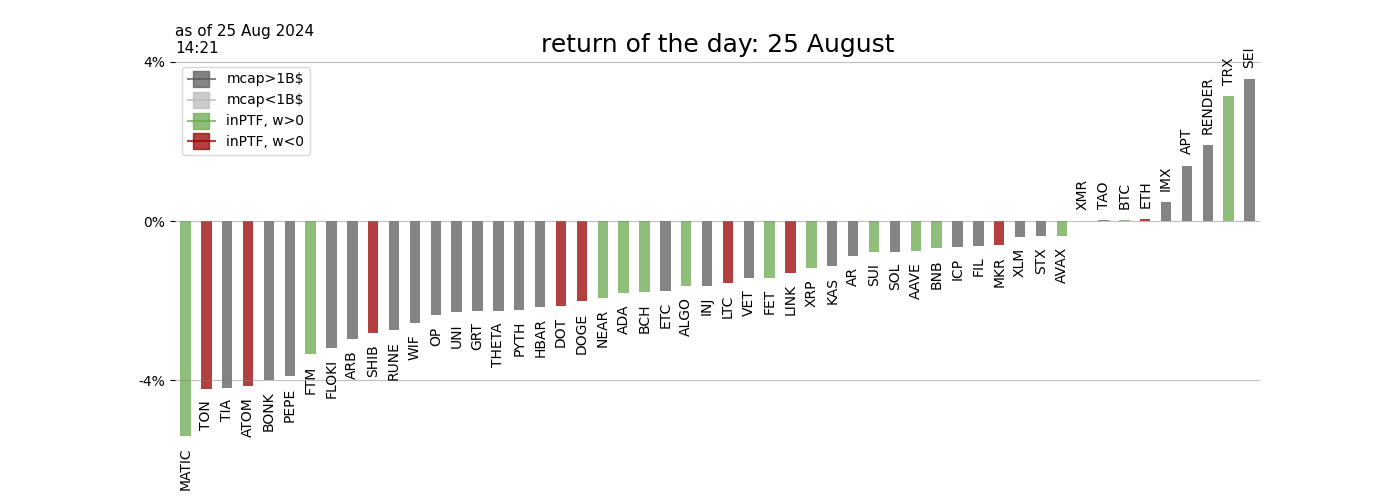 as of 25 Aug 2024
14:21
return of the day: 25 August
4%
0%
-4%
mcap>1B$
mcap<1B$
inPTF, w>0
inPTF, w<0
MATIC
TON
TIA
ATOM
BONK
PEPE
FTM
FLOKI
ARB
SHIB
RUNE
WIF
OP
UNI
GRT
THETA
PYTH
HBAR
DOT
DOGE
NEAR
ADA
BCH
ETC
ALGO
INJ
LTC
VET
FET
LINK
XRP
KAS
AR
SUI
SOL
AAVE
BNB
ICP
FIL
MKR
XLM
STX
AVAX
XMR
TAO
BTC
ETH
IMX
APT
RENDER
TRX
SEI